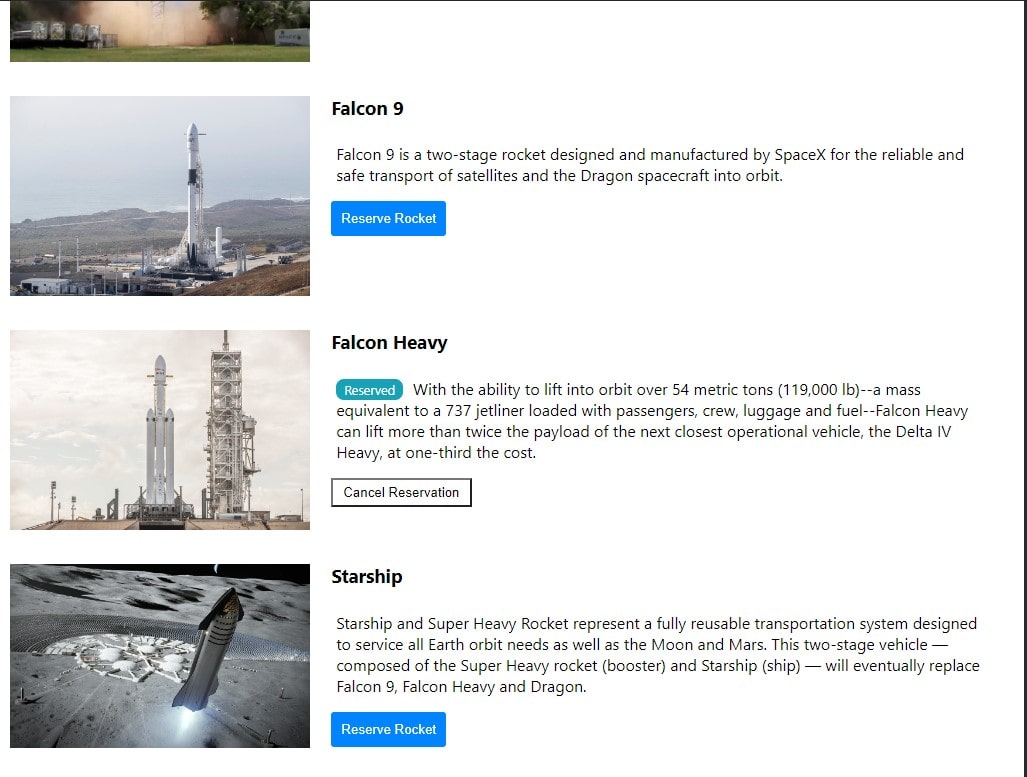 Falcon 9
Falcon 9 is a two-stage rocket designed and manufactured by SpaceX for the reliable and
safe transport of satellites and the Dragon spacecraft into orbit.
Reserve Rocket
Falcon Heavy
Reserved With the ability to lift into orbit over 54 metric tons (119,000 lb)--a mass
equivalent to a 737 jetliner loaded with passengers, crew, luggage and fuel--Falcon Heavy
can lift more than twice the payload of the next closest operational vehicle, the Delta IV
Heavy, at one-third the cost.
Cancel Reservation
Starship
Starship and Super Heavy Rocket represent a fully reusable transportation system designed
to service all Earth orbit needs as well as the Moon and Mars. This two-stage vehicle —
composed of the Super Heavy rocket (booster) and Starship (ship) — will eventually replace
Falcon 9, Falcon Heavy and Dragon.
Reserve Rocket